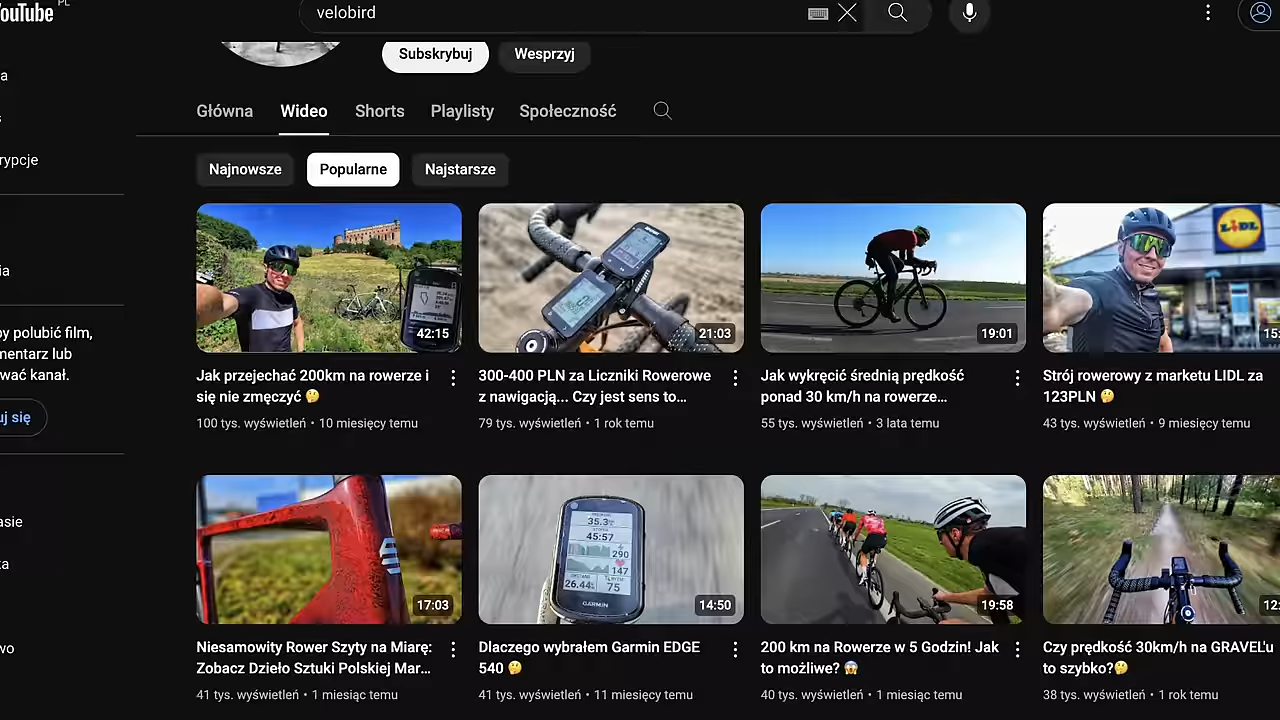 ouTube PL
velobird
Subskrybuj
Wesprzyj
a
Główna
Wideo
Shorts
Playlisty
Społeczność
s
rypcje
Najnowsze
Popularne
Najstarsze
LIDL
ia
by polubić film,
mentarz lub
wać kanał.
uj się
42:15
21:03
19:01
15:
Jak przejechać 200km na rowerze i
się nie zmęczyć 🤔
100 tys. wyświetleń • 10 miesięcy temu
300-400 PLN za Liczniki Rowerowe
z nawigacją... Czy jest sens to...
79 tys. wyświetleń • 1 rok temu
Jak wykręcić średnią prędkość
ponad 30 km/h na rowerze...
55 tys. wyświetleń • 3 lata temu
Strój rowerowy z marketu LIDL za
123PLN 🤔
43 tys. wyświetleń • 9 miesięcy temu
asie
ka
wo
35.3
45:57
290
147
26.44
75
GARMIN
17:03
14:50
19:58
12:
Niesamowity Rower Szyty na Miarę:
Zobacz Dzieło Sztuki Polskiej Mar...
41 tys. wyświetleń • 1 miesiąc temu
Dlaczego wybrałem Garmin EDGE
540 🤔
41 tys. wyświetleń • 11 miesięcy temu
200 km na Rowerze w 5 Godzin! Jak
to możliwe? 😱
40 tys. wyświetleń • 1 miesiąc temu
Czy prędkość 30km/h na GRAVEL'u
to szybko?🤔
38 tys. wyświetleń • 1 rok temu